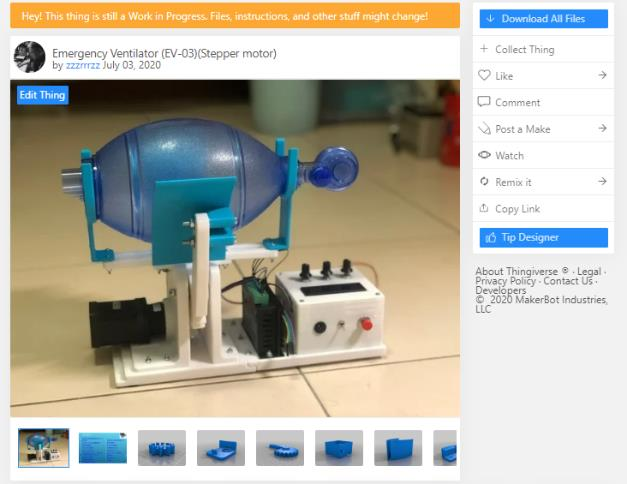 Hey! This thing is still a Work in Progress. Files, instructions, and other stuff might change!
Emergency Ventilator (EV-03)(Stepper motor)
by zzzrrrzz July 03, 2020
Edit Thing
Download All Files
Collect Thing
Like
Comment
Post a Make
Watch
Remix it
Copy Link
Tip Designer
About Thingiverse ® · Legal ·
Privacy Policy · Contact Us ·
Developers
© 2020 MakerBot Industries,
LLC